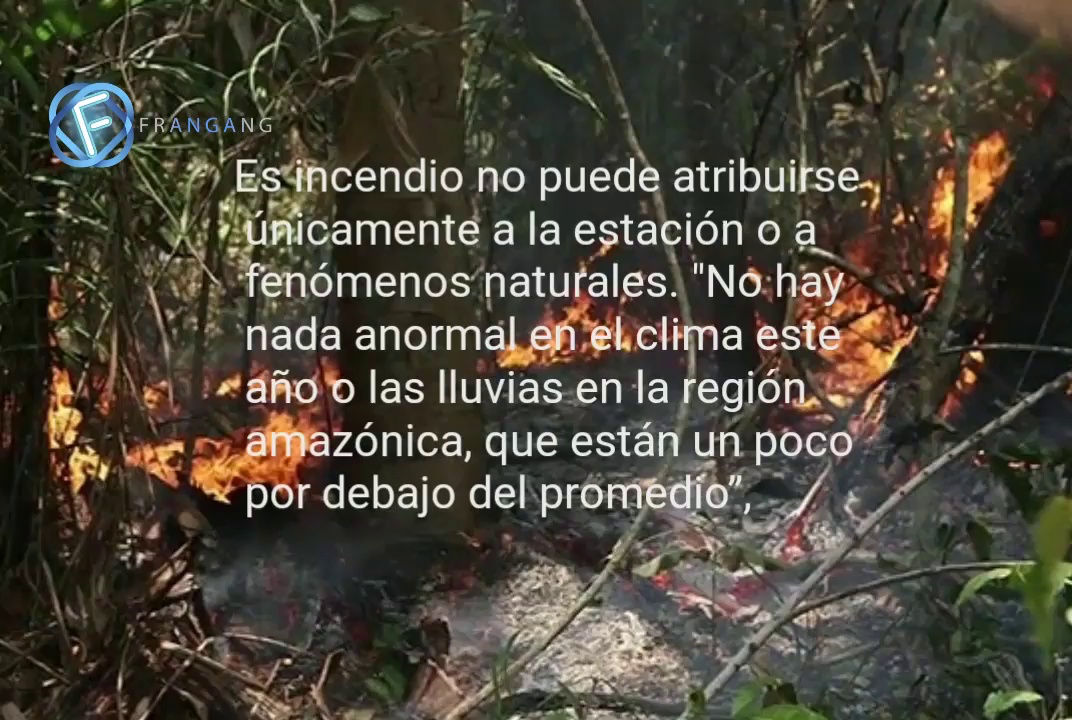 FRANGANG
Es incendio no puede atribuirse
únicamente a la estación o a
fenómenos naturales. "No hay
nada anormal en el clima este
año o las lluvias en la región
amazónica, que están un poco
por debajo del promedio”,